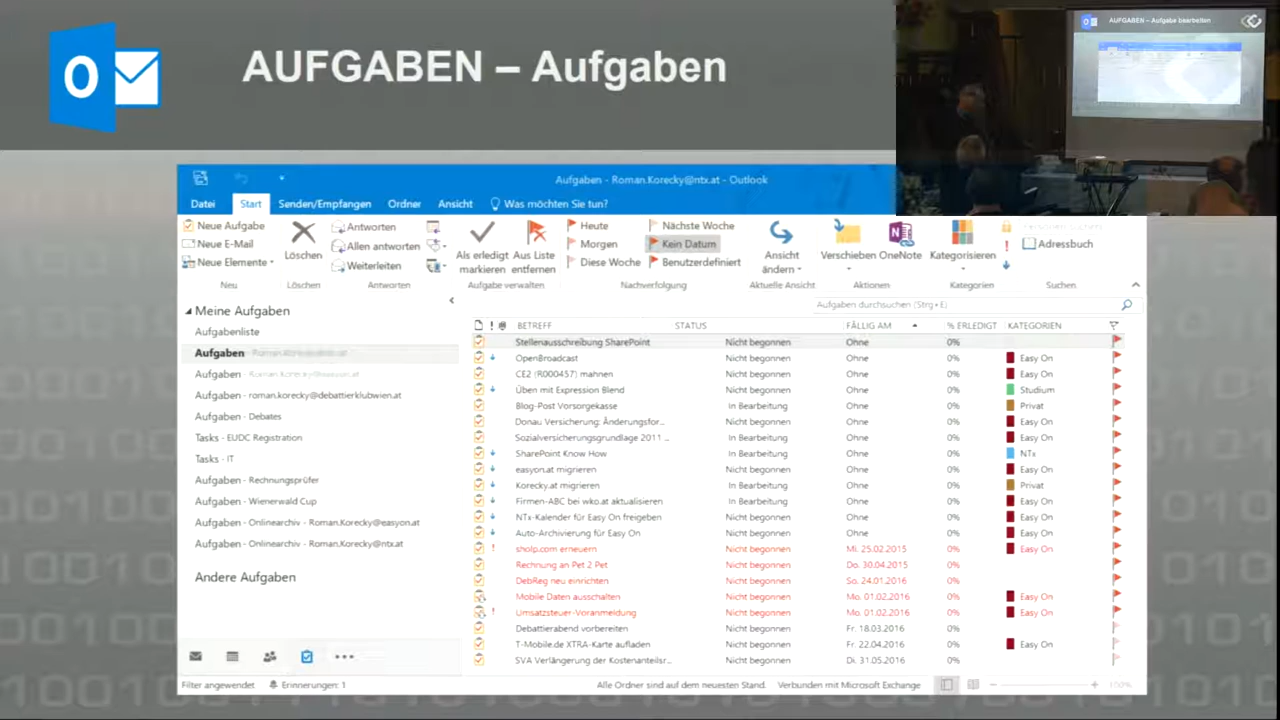 AUFGABEN – Aufgaben
AUFGABEN – Aufgabe bearbeiten
Aufgaben - Roman.Korecky@ntx.at - Outlook
Datei Start Senden/Empfangen Ordner Ansicht Was möchten Sie tun?
Neue Aufgabe
Neue E-Mail
Neue Elemente
Neu
Löschen
Löschen
Antworten
Allen antworten
Weiterleiten
Antworten
Als erledigt markieren
Aus Liste entfernen
Aufgabe verwalten
Heute
Morgen
Diese Woche
Nächste Woche
Kein Datum
Benutzerdefiniert
Nachverfolgung
Ansicht ändern
Aktuelle Ansicht
Verschieben OneNote
Aktionen
Kategorisieren
Kategorien
Adressbuch
Suchen
Meine Aufgaben
Aufgabenliste
Aufgaben
Aufgaben
Aufgaben - roman.korecky@debattierklubwien.at
Aufgaben - Debates
Tasks - EUDC Registration
Tasks - IT
Aufgaben - Rechnungsprüfer
Aufgaben - Wienerwald Cup
Aufgaben - Onlinearchiv - Roman.Korecky@easyon.at
Aufgaben - Onlinearchiv - Roman.Korecky@ntx.at
Andere Aufgaben
Aufgaben durchsuchen (Strg+E)
BETREFF STATUS FÄLLIG AM % ERLEDIGT KATEGORIEN
Stellenausschreibung SharePoint Nicht begonnen Ohne 0%
OpenBroadcast Nicht begonnen Ohne 0% Easy On
CE2 (R000457) mahnen Nicht begonnen Ohne 0% Easy On
Üben mit Expression Blend Nicht begonnen Ohne 0% Studium
Blog-Post Vorsorgekasse In Bearbeitung Ohne 0% Privat
Donau Versicherung: Änderungsfor... Nicht begonnen Ohne 0% Easy On
Sozialversicherungsgrundlage 2011 ... In Bearbeitung Ohne 0% Easy On
SharePoint Know How In Bearbeitung Ohne 0% NTx
easyon.at migrieren Nicht begonnen Ohne 0% Easy On
Korecky.at migrieren In Bearbeitung Ohne 0% Privat
Firmen-ABC bei wko.at aktualisieren In Bearbeitung Ohne 0% Easy On
NTx-Kalender für Easy On freigeben Nicht begonnen Ohne 0% Easy On
Auto-Archivierung für Easy On Nicht begonnen Ohne 0% Easy On
sholp.com erneuern Nicht begonnen Mi. 25.02.2015 0% Easy On
Rechnung an Pet 2 Pet Nicht begonnen Do. 30.04.2015 0%
DebReg neu einrichten Nicht begonnen So. 24.01.2016 0%
Mobile Daten ausschalten Nicht begonnen Mo. 01.02.2016 0% Easy On
Umsatzsteuer-Voranmeldung Nicht begonnen Mo. 01.02.2016 0% Easy On
Debattierabend vorbereiten Nicht begonnen Fr. 18.03.2016 0%
T-Mobile.de XTRA-Karte aufladen Nicht begonnen Fr. 22.04.2016 0% Easy On
SVA Verlängerung der Kostenanteilsr... Nicht begonnen Di. 31.05.2016 0%
Filter angewendet Erinnerungen: 1 Alle Ordner sind auf dem neuesten Stand. Verbunden mit Microsoft Exchange 100%